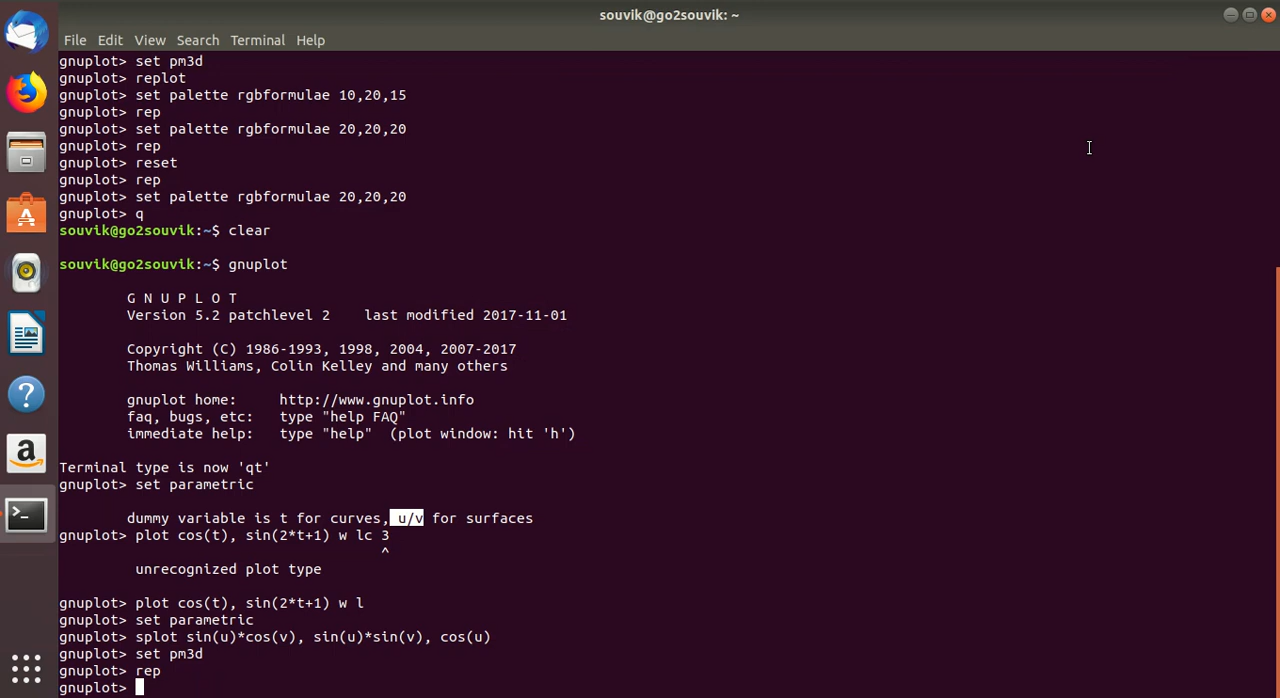 souvik@go2souvik: ~
File Edit View Search Terminal Help
gnuplot> set pm3d
gnuplot> replot
gnuplot> set palette rgbformulae 10,20,15
gnuplot> rep
gnuplot> set palette rgbformulae 20,20,20
gnuplot> rep
gnuplot> reset
gnuplot> rep
gnuplot> set palette rgbformulae 20,20,20
gnuplot> q
souvik@go2souvik:~$ clear
souvik@go2souvik:~$ gnuplot
G N U P L O T
Version 5.2 patchlevel 2    last modified 2017-11-01
Copyright (C) 1986-1993, 1998, 2004, 2007-2017
Thomas Williams, Colin Kelley and many others
gnuplot home:     http://www.gnuplot.info
faq, bugs, etc:   type "help FAQ"
immediate help:   type "help"  (plot window: hit 'h')
Terminal type is now 'qt'
gnuplot> set parametric
dummy variable is t for curves, u/v for surfaces
gnuplot> plot cos(t), sin(2*t+1) w lc 3
^
unrecognized plot type
gnuplot> plot cos(t), sin(2*t+1) w l
gnuplot> set parametric
gnuplot> splot sin(u)*cos(v), sin(u)*sin(v), cos(u)
gnuplot> set pm3d
gnuplot> rep
gnuplot>